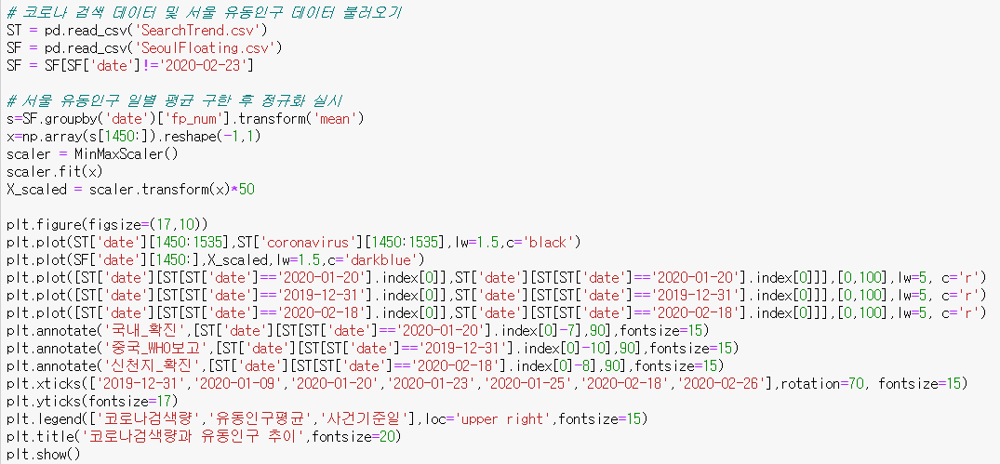 # 코로나 검색 데이터 및 서울 유동인구 데이터 불러오기
ST = pd.read_csv('SearchTrend.csv')
SF = pd.read_csv('SeoulFloating.csv')
SF = SF[SF['date']!='2020-02-23']
# 서울 유동인구 일별 평균 구한 후 정규화 실시
s=SF.groupby('date')['fp_num'].transform('mean')
x=np.array(s[1450:]).reshape(-1,1)
scaler = MinMaxScaler()
scaler.fit(x)
X_scaled = scaler.transform(x)*50
plt.figure(figsize=(17,10))
plt.plot(ST['date'][1450:1535],ST['coronavirus'][1450:1535],lw=1.5,c='black')
plt.plot(SF['date'][1450:],X_scaled,lw=1.5,c='darkblue')
plt.plot([ST['date'][ST[ST['date']=='2020-01-20'].index[0]],ST['date'][ST[ST['date']=='2020-01-20'].index[0]]],[0,100],lw=5, c='r')
plt.plot([ST['date'][ST[ST['date']=='2019-12-31'].index[0]],ST['date'][ST[ST['date']=='2019-12-31'].index[0]]],[0,100],lw=5, c='r')
plt.plot([ST['date'][ST[ST['date']=='2020-02-18'].index[0]],ST['date'][ST[ST['date']=='2020-02-18'].index[0]]],[0,100],lw=5, c='r')
plt.annotate('국내_확진',[ST['date'][ST[ST['date']=='2020-01-20'].index[0]-7],90],fontsize=15)
plt.annotate('중국_WHO보고',[ST['date'][ST[ST['date']=='2019-12-31'].index[0]-10],90],fontsize=15)
plt.annotate('신천지_확진',[ST['date'][ST[ST['date']=='2020-02-18'].index[0]-8],90],fontsize=15)
plt.xticks(['2019-12-31','2020-01-09','2020-01-20','2020-01-23','2020-01-25','2020-02-18','2020-02-26'],rotation=70, fontsize=15)
plt.yticks(fontsize=17)
plt.legend(['코로나검색량','유동인구평균','사건기준일'],loc='upper right',fontsize=15)
plt.title('코로나검색량과 유동인구 추이',fontsize=20)
plt.show()